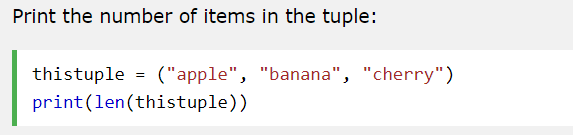 Print the number of items in the tuple:
thistuple = ("apple", "banana", "cherry")
print(len(thistuple))